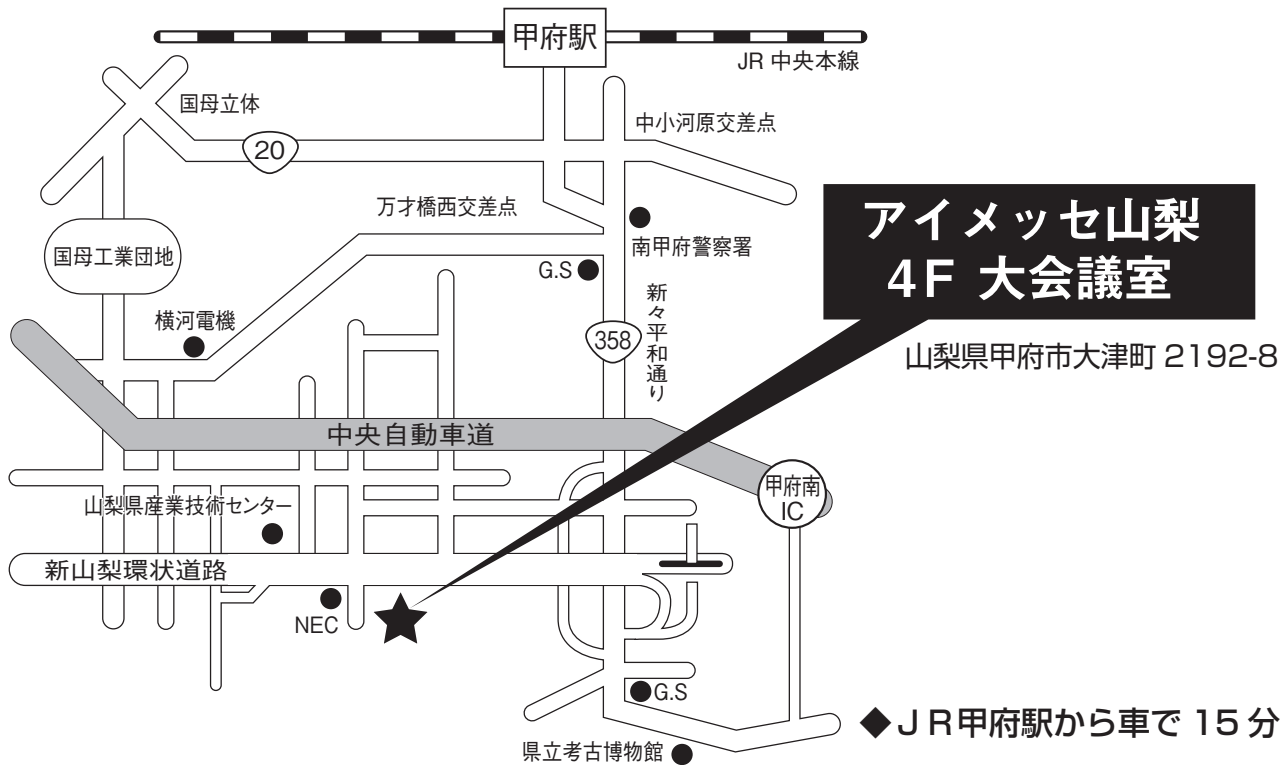 甲府駅
JR 中央本線
国母立体
20
中小河原交差点
万才橋西交差点
アイメッセ山梨
4F 大会議室
国母工業団地
南甲府警察署
G.S
新々平和通り
横河電機
358
山梨県甲府市大津町 2192-8
中央自動車道
甲府南
IC
山梨県産業技術センター
新山梨環状道路
NEC
G.S
◆ＪＲ甲府駅から車で 15 分
県立考古博物館